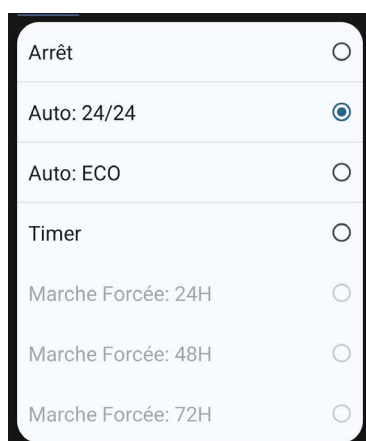 Arrêt
Auto: 24/24
Auto: ECO
Timer
Marche Forcée: 24H
Marche Forcée: 48H
Marche Forcée: 72H